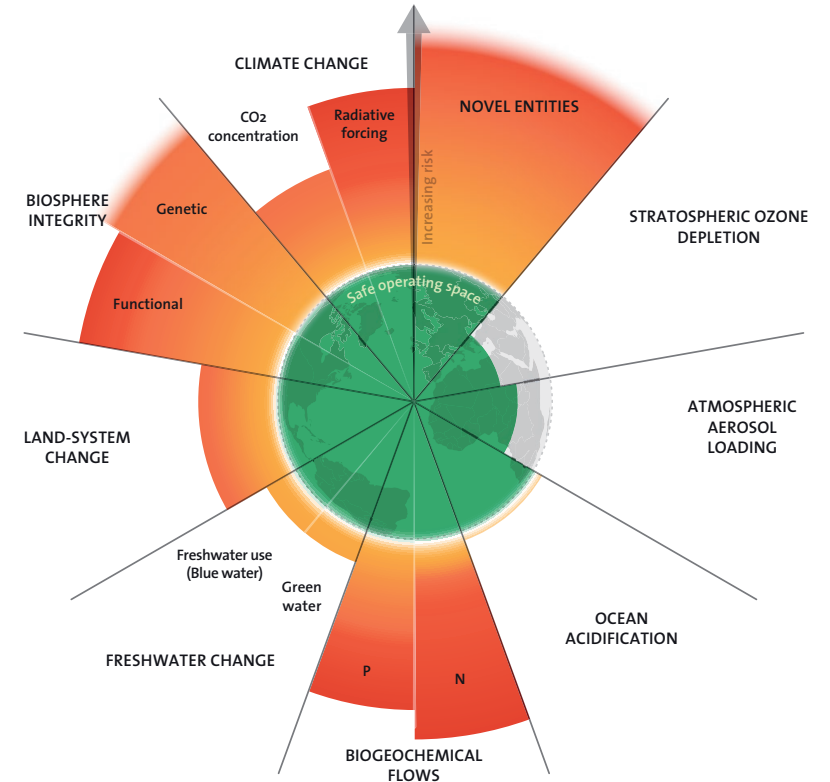 CLIMATE CHANGE
CO2
concentration
Radiative
forcing
NOVEL ENTITIES
Increasing risk
BIOSPHERE
INTEGRITY
Genetic
STRATOSPHERIC OZONE
DEPLETION
Safe operating space
Functional
LAND-SYSTEM
CHANGE
ATMOSPHERIC
AEROSOL
LOADING
Freshwater use
(Blue water)
Green
water
OCEAN
ACIDIFICATION
FRESHWATER CHANGE
P
N
BIOGEOCHEMICAL
FLOWS